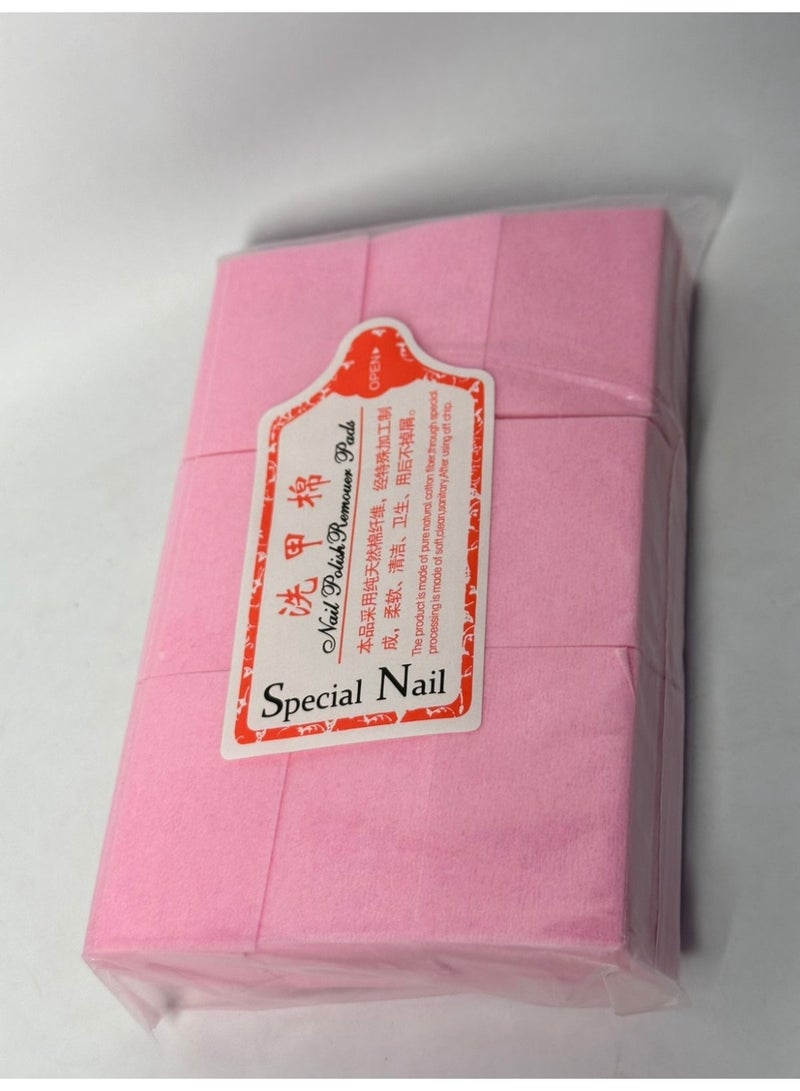 OPEN
洗甲棉
Nail Polish Remover Pads
本品采用纯天然棉纤维，经特殊加工制
成，柔软、清洁、卫生、用后不掉屑。
The product is made of pure natural cotton fiber,through special
processing is made of soft,clean,sanitary,After using off chip.
Special Nail